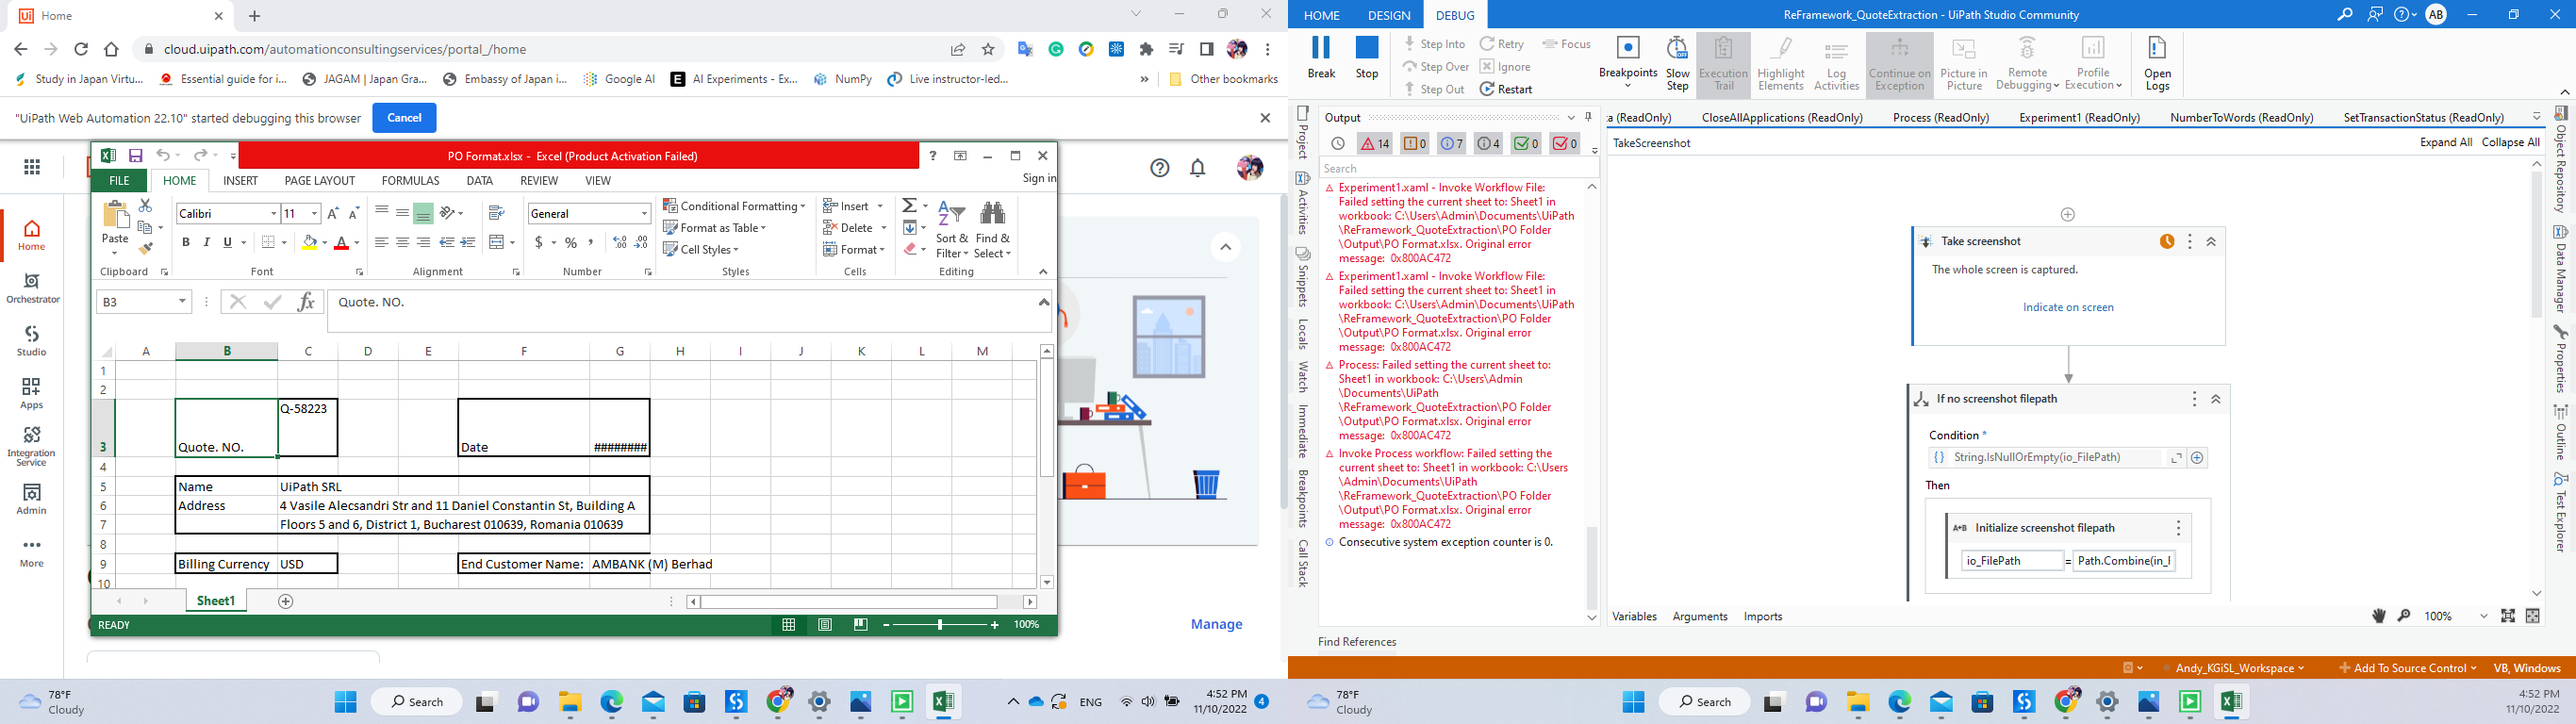 Home
cloud.uipath.com/automationconsultingservices/portal_/home
Study in Japan Virtu...
Essential guide for i...
JAGAM | Japan Gra...
Embassy of Japan i...
Google AI
AI Experiments - Ex...
NumPy
Live instructor-led...
»
Other bookmarks
"UiPath Web Automation 22.10" started debugging this browser
Cancel
Home
Orchestrator
Studio
Apps
Integration
Service
Admin
More
PO Format.xlsx - Excel (Product Activation Failed)
FILE HOME INSERT PAGE LAYOUT FORMULAS DATA REVIEW VIEW
Sign in
Paste
Calibri 11
B I U
General
$ % ,
Conditional Formatting
Format as Table
Cell Styles
Insert
Delete
Format
Sort & Filter
Find & Select
Clipboard Font Alignment Number Styles Cells Editing
B3 fx Quote. NO.
A B C D E F G H I J K L M
1
2
3 Quote. NO. Q-58223 Date ########
4
5 Name UiPath SRL
6 Address 4 Vasile Alecsandri Str and 11 Daniel Constantin St, Building A
7 Floors 5 and 6, District 1, Bucharest 010639, Romania 010639
8
9 Billing Currency USD End Customer Name: AMBANK (M) Berhad
10
Sheet1
READY
100%
Manage
78°F
Cloudy
Search
ENG
4:52 PM
11/10/2022
4
HOME DESIGN DEBUG
ReFramework_QuoteExtraction - UiPath Studio Community
AB
Break
Stop
Step Into
Step Over
Step Out
Retry
Ignore
Restart
Focus
Breakpoints
Slow
Step
Execution
Trail
Highlight
Elements
Log
Activities
Continue on
Exception
Picture in
Picture
Remote
Debugging
Profile
Execution
Open
Logs
Project
Activities
Snippets
Locals
Watch
Immediate
Breakpoints
Call Stack
Output
14 0 7 4 0 0
Search
Experiment1.xaml - Invoke Workflow File:
Failed setting the current sheet to: Sheet1 in
workbook: C:\Users\Admin\Documents\UiPath
\ReFramework_QuoteExtraction\PO Folder
\Output\PO Format.xlsx. Original error
message: 0x800AC472
Experiment1.xaml - Invoke Workflow File:
Failed setting the current sheet to: Sheet1 in
workbook: C:\Users\Admin\Documents\UiPath
\ReFramework_QuoteExtraction\PO Folder
\Output\PO Format.xlsx. Original error
message: 0x800AC472
Process: Failed setting the current sheet to:
Sheet1 in workbook: C:\Users\Admin
\Documents\UiPath
\ReFramework_QuoteExtraction\PO Folder
\Output\PO Format.xlsx. Original error
message: 0x800AC472
Invoke Process workflow: Failed setting the
current sheet to: Sheet1 in workbook: C:\Users
\Admin\Documents\UiPath
\ReFramework_QuoteExtraction\PO Folder
\Output\PO Format.xlsx. Original error
message: 0x800AC472
Consecutive system exception counter is 0.
Find References
(ReadOnly) CloseAllApplications (ReadOnly) Process (ReadOnly) Experiment1 (ReadOnly) NumberToWords (ReadOnly) SetTransactionStatus (ReadOnly)
TakeScreenshot
Expand All Collapse All
Take screenshot
The whole screen is captured.
Indicate on screen
If no screenshot filepath
Condition *
String.IsNullOrEmpty(io_FilePath)
Then
A+B Initialize screenshot filepath
io_FilePath = Path.Combine(in_F
Variables Arguments Imports
100%
Object Repository
Data Manager
Properties
Outline
Test Explorer
Andy_KGiSL_Workspace
Add To Source Control
VB, Windows
78°F
Cloudy
Search
4:52 PM
11/10/2022